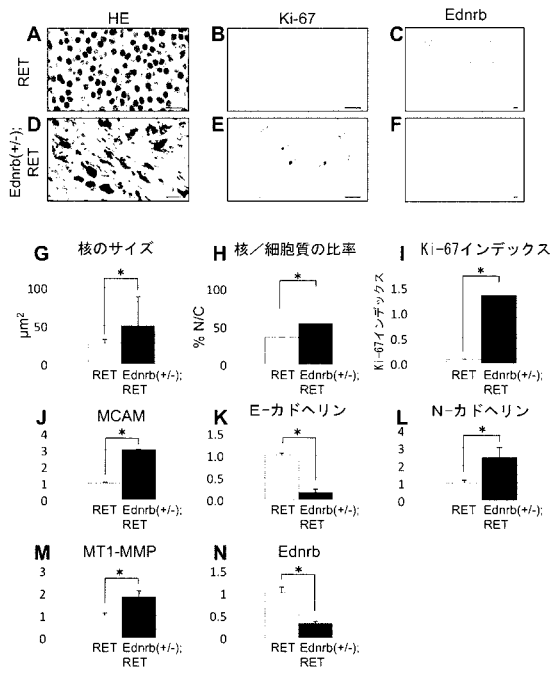 HE
Ki-67
Ednrb
A
B
C
RET
D
E
F
Ednrb(+/-);
RET
G 核のサイズ
*
100
50
0
μm²
RET Ednrb(+/-);
RET
H 核/細胞質の比率
*
100
50
0
% N/C
RET Ednrb(+/-);
RET
I Ki-67インデックス
*
1.5
1.0
0.5
0.0
Ki-67インデックス
RET Ednrb(+/-);
RET
J MCAM
*
4
3
2
1
0
RET Ednrb(+/-);
RET
K E-カドヘリン
*
1.5
1.0
0.5
0.0
RET Ednrb(+/-);
RET
L N-カドヘリン
*
4
3
2
1
0
RET Ednrb(+/-);
RET
M MT1-MMP
*
3
2
1
0
RET Ednrb(+/-);
RET
N Ednrb
*
1.5
1
0.5
0
RET Ednrb(+/-);
RET